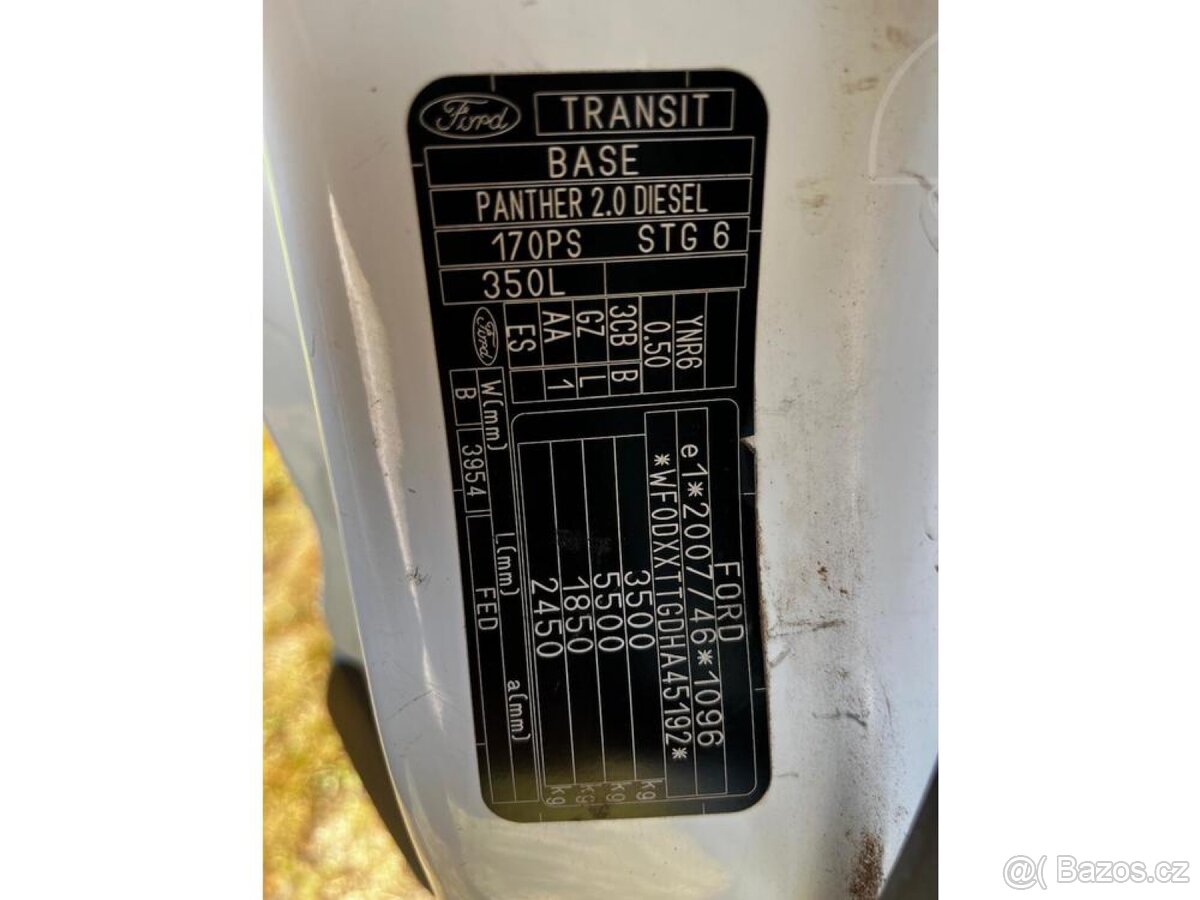 Ford TRANSIT
BASE
PANTHER 2.0 DIESEL
170PS STG 6
350L
YNR6
0.50
3CB B
GZ L
AA 1
ES
Ford
FORD
e1*2007/46*1096
*WF0DXXTTGDHA45192*
3500 kg
5500 kg
1850 kg
2450 kg
W(mm) L(mm) a(mm)
B 3954 FED
@( Bazos.cz